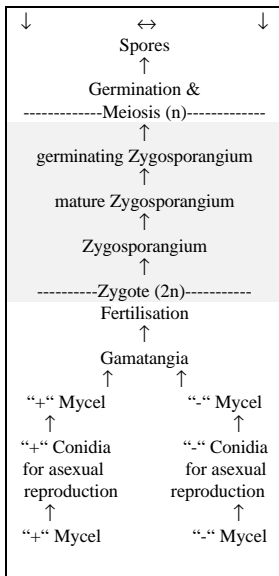 ↓ ↔ ↓
Spores
↑
Germination &
-------------Meiosis (n)-------------
↑
germinating Zygosporangium
↑
mature Zygosporangium
↑
Zygosporangium
↑
----------Zygote (2n)-----------
Fertilisation
↑
Gamatangia
↑ ↑
“+“ Mycel “-“ Mycel
↑ ↑
“+“ Conidia “-“ Conidia
for asexual for asexual
reproduction reproduction
↑ ↑
“+“ Mycel “-“ Mycel